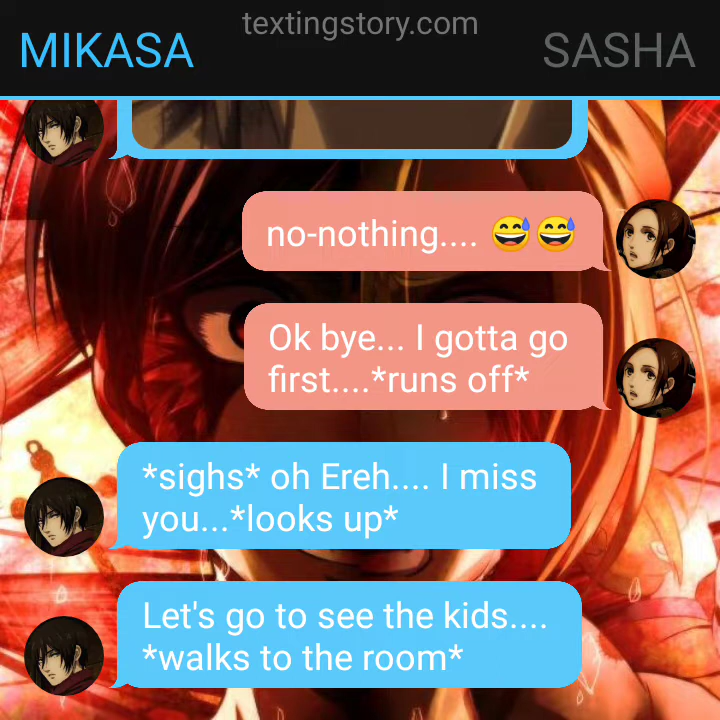 textingstory.com
MIKASA
SASHA
no-nothing.... 😅😅
Ok bye... I gotta go
first....*runs off*
*sighs* oh Ereh.... I miss
you...*looks up*
Let's go to see the kids....
*walks to the room*